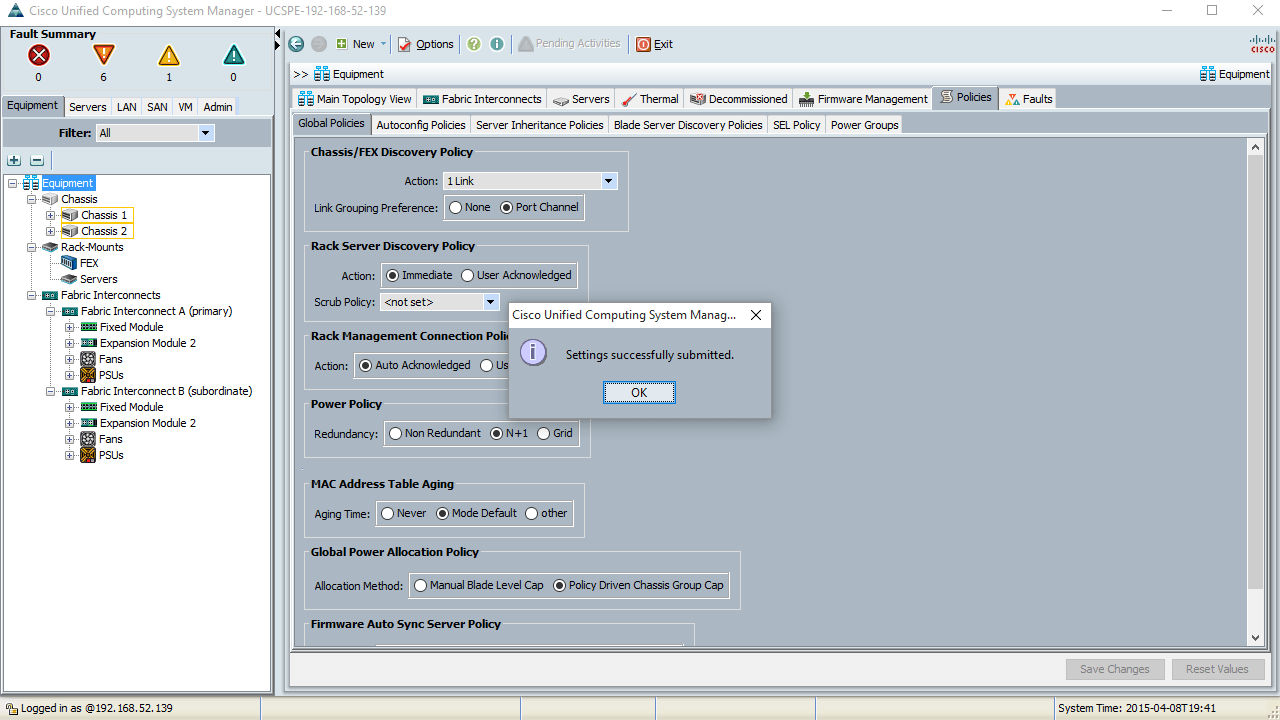 Cisco Unified Computing System Manager - UCSPE-192-168-52-139
Fault Summary
0 6 1 0
New Options Pending Activities Exit
CISCO
>> Equipment Equipment
Equipment Servers LAN SAN VM Admin
Main Topology View Fabric Interconnects Servers Thermal Decommissioned Firmware Management Policies Faults
Global Policies Autoconfig Policies Server Inheritance Policies Blade Server Discovery Policies SEL Policy Power Groups
Filter: All
Equipment
Chassis
Chassis 1
Chassis 2
Rack-Mounts
FEX
Servers
Fabric Interconnects
Fabric Interconnect A (primary)
Fixed Module
Expansion Module 2
Fans
PSUs
Fabric Interconnect B (subordinate)
Fixed Module
Expansion Module 2
Fans
PSUs
Chassis/FEX Discovery Policy
Action: 1 Link
Link Grouping Preference: None Port Channel
Rack Server Discovery Policy
Action: Immediate User Acknowledged
Scrub Policy: <not set>
Rack Management Connection Polic
Action: Auto Acknowledged Us
Power Policy
Redundancy: Non Redundant N+1 Grid
MAC Address Table Aging
Aging Time: Never Mode Default other
Global Power Allocation Policy
Allocation Method: Manual Blade Level Cap Policy Driven Chassis Group Cap
Firmware Auto Sync Server Policy
Cisco Unified Computing System Manag...
Settings successfully submitted.
OK
Save Changes Reset Values
Logged in as @192.168.52.139
System Time: 2015-04-08T19:41